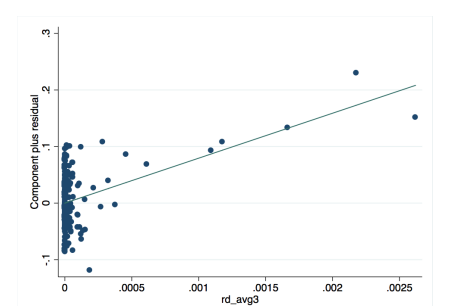 .3
.2
.1
0
-.1
Component plus residual
0 .0005 .001 .0015 .002 .0025
rd_avg3